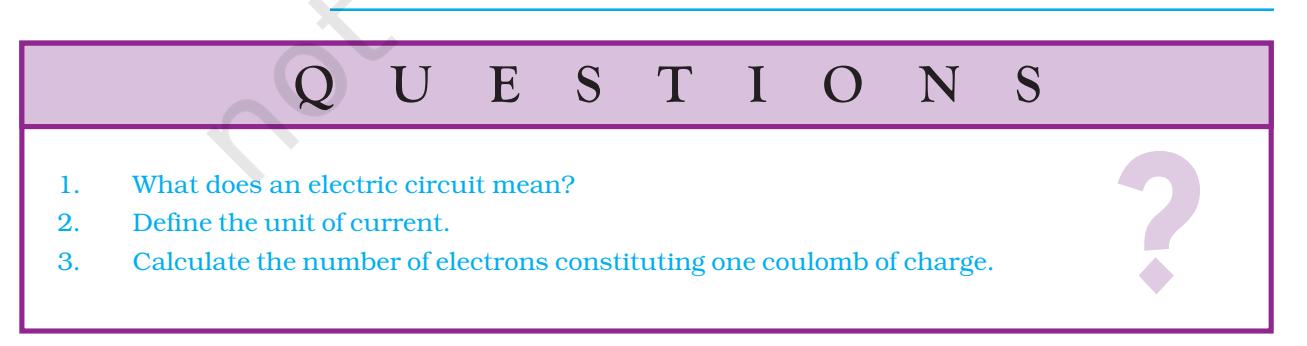 not
Q U E S T I O N S
1. What does an electric circuit mean?
2. Define the unit of current.
3. Calculate the number of electrons constituting one coulomb of charge.
?